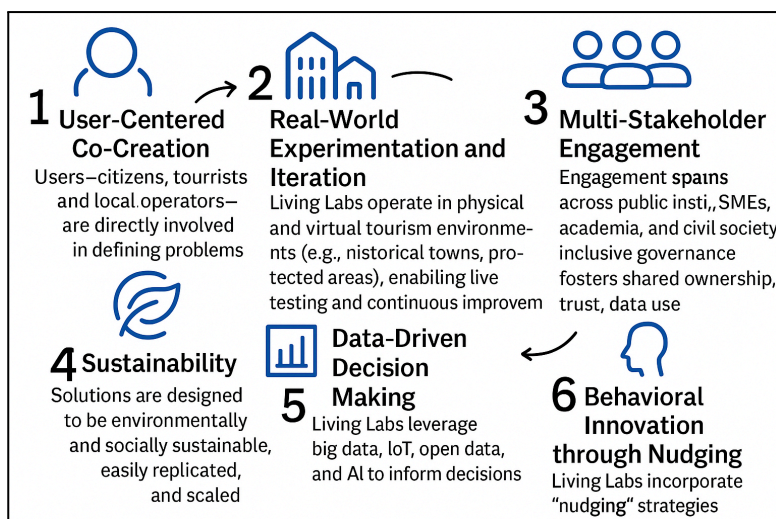 1 User-Centered
Co-Creation
Users—citizens, tourrists
and local.operators—
are directly involved
in defining problems
2 Real-World
Experimentation and
Iteration
Living Labs operate in physical
and virtual tourism environme-
nts (e.g., nistorical towns, pro-
tected areas), enabling live
testing and continuous improvem
3 Multi-Stakeholder
Engagement
Engagement spaıns
across public insti,, SMEs,
academia, and civil society
inclusive governance
fosters shared ownership,
trust, data use
4 Sustainability
Solutions are designed
to be environmentally
and socially sustainable,
easily replicated,
and scaled
5 Data-Driven
Decision
Making
Living Labs leverage
big data, IoT, open data,
and AI to inform decisions
6 Behavioral
Innovation
through Nudging
Living Labs incorporate
“nudging“ strategies